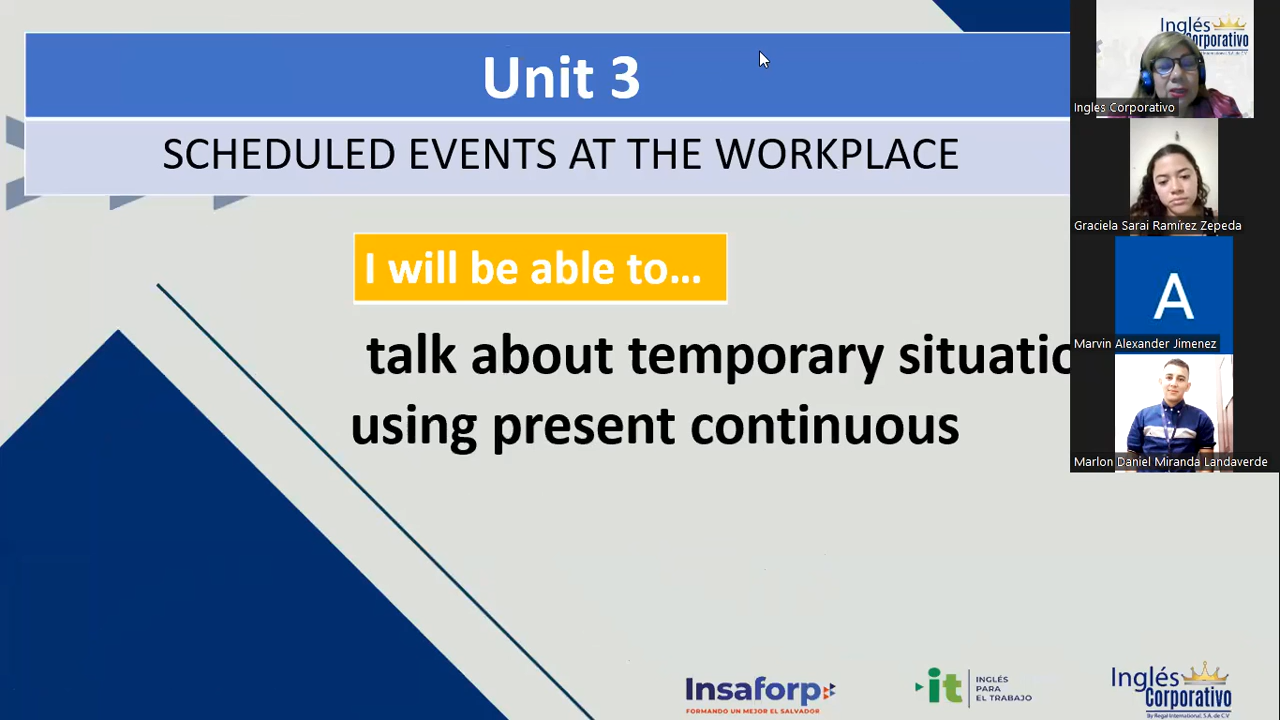 Unit 3
SCHEDULED EVENTS AT THE WORKPLACE
I will be able to...
talk about temporary situatio
using present continuous
Inglés
Corporativo
Ingles Corporativo
Graciela Sarai Ramírez Zepeda
A
Marvin Alexander Jimenez
Marlon Daniel Miranda Landaverde
Insaforp
FORMANDO UN MEJOR EL SALVADOR
it
INGLÉS
PARA
EL TRABAJO
Inglés
Corporativo
By Regal International, S.A. de C.V